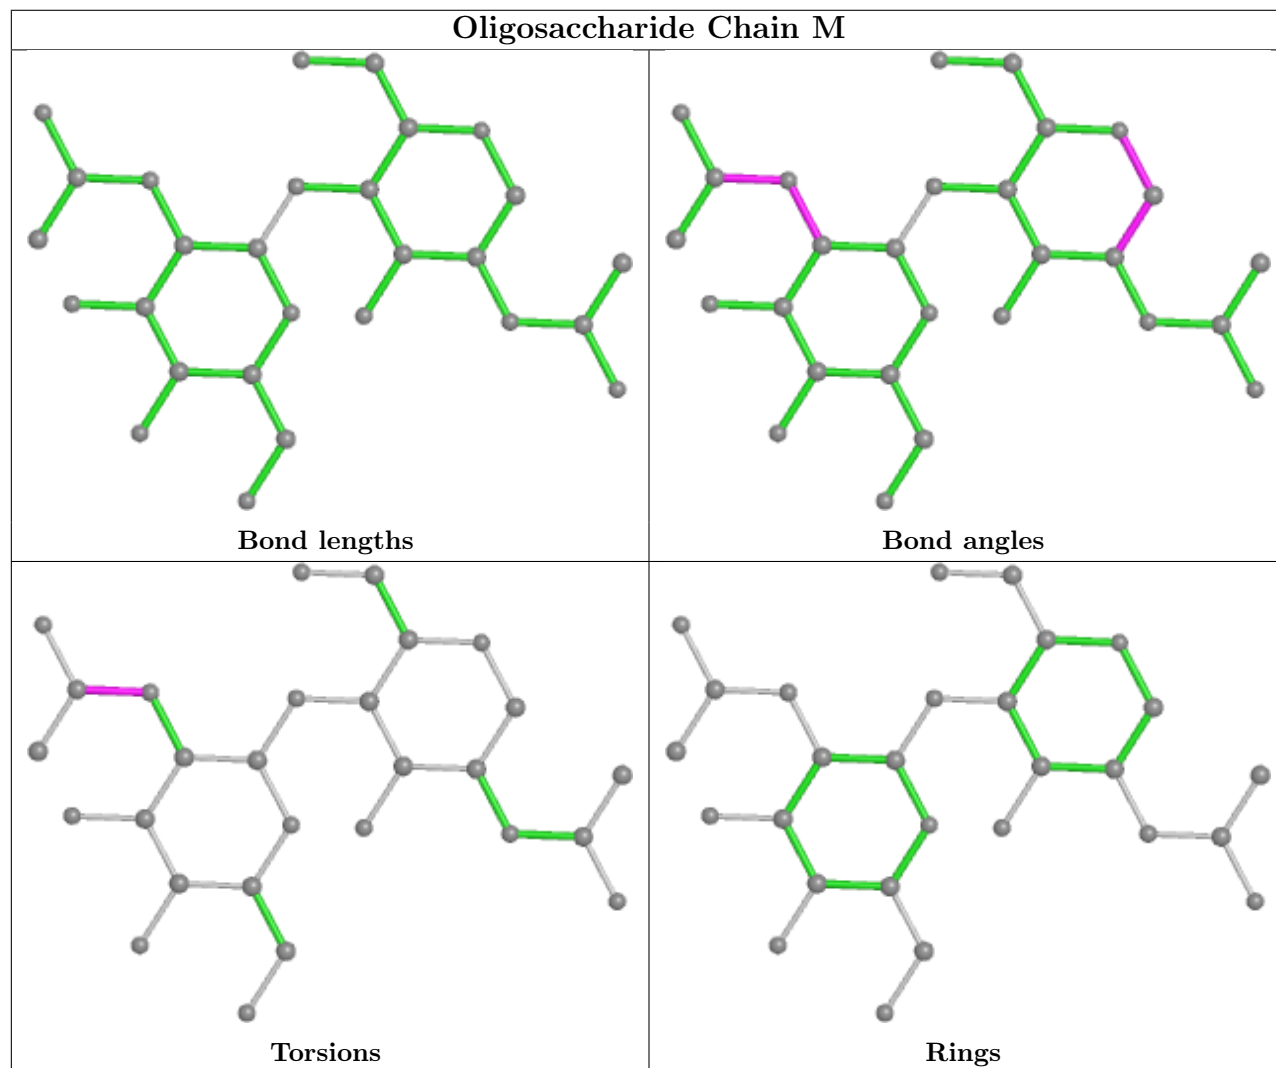 Oligosaccharide Chain M
Bond lengths
Bond angles
Torsions
Rings